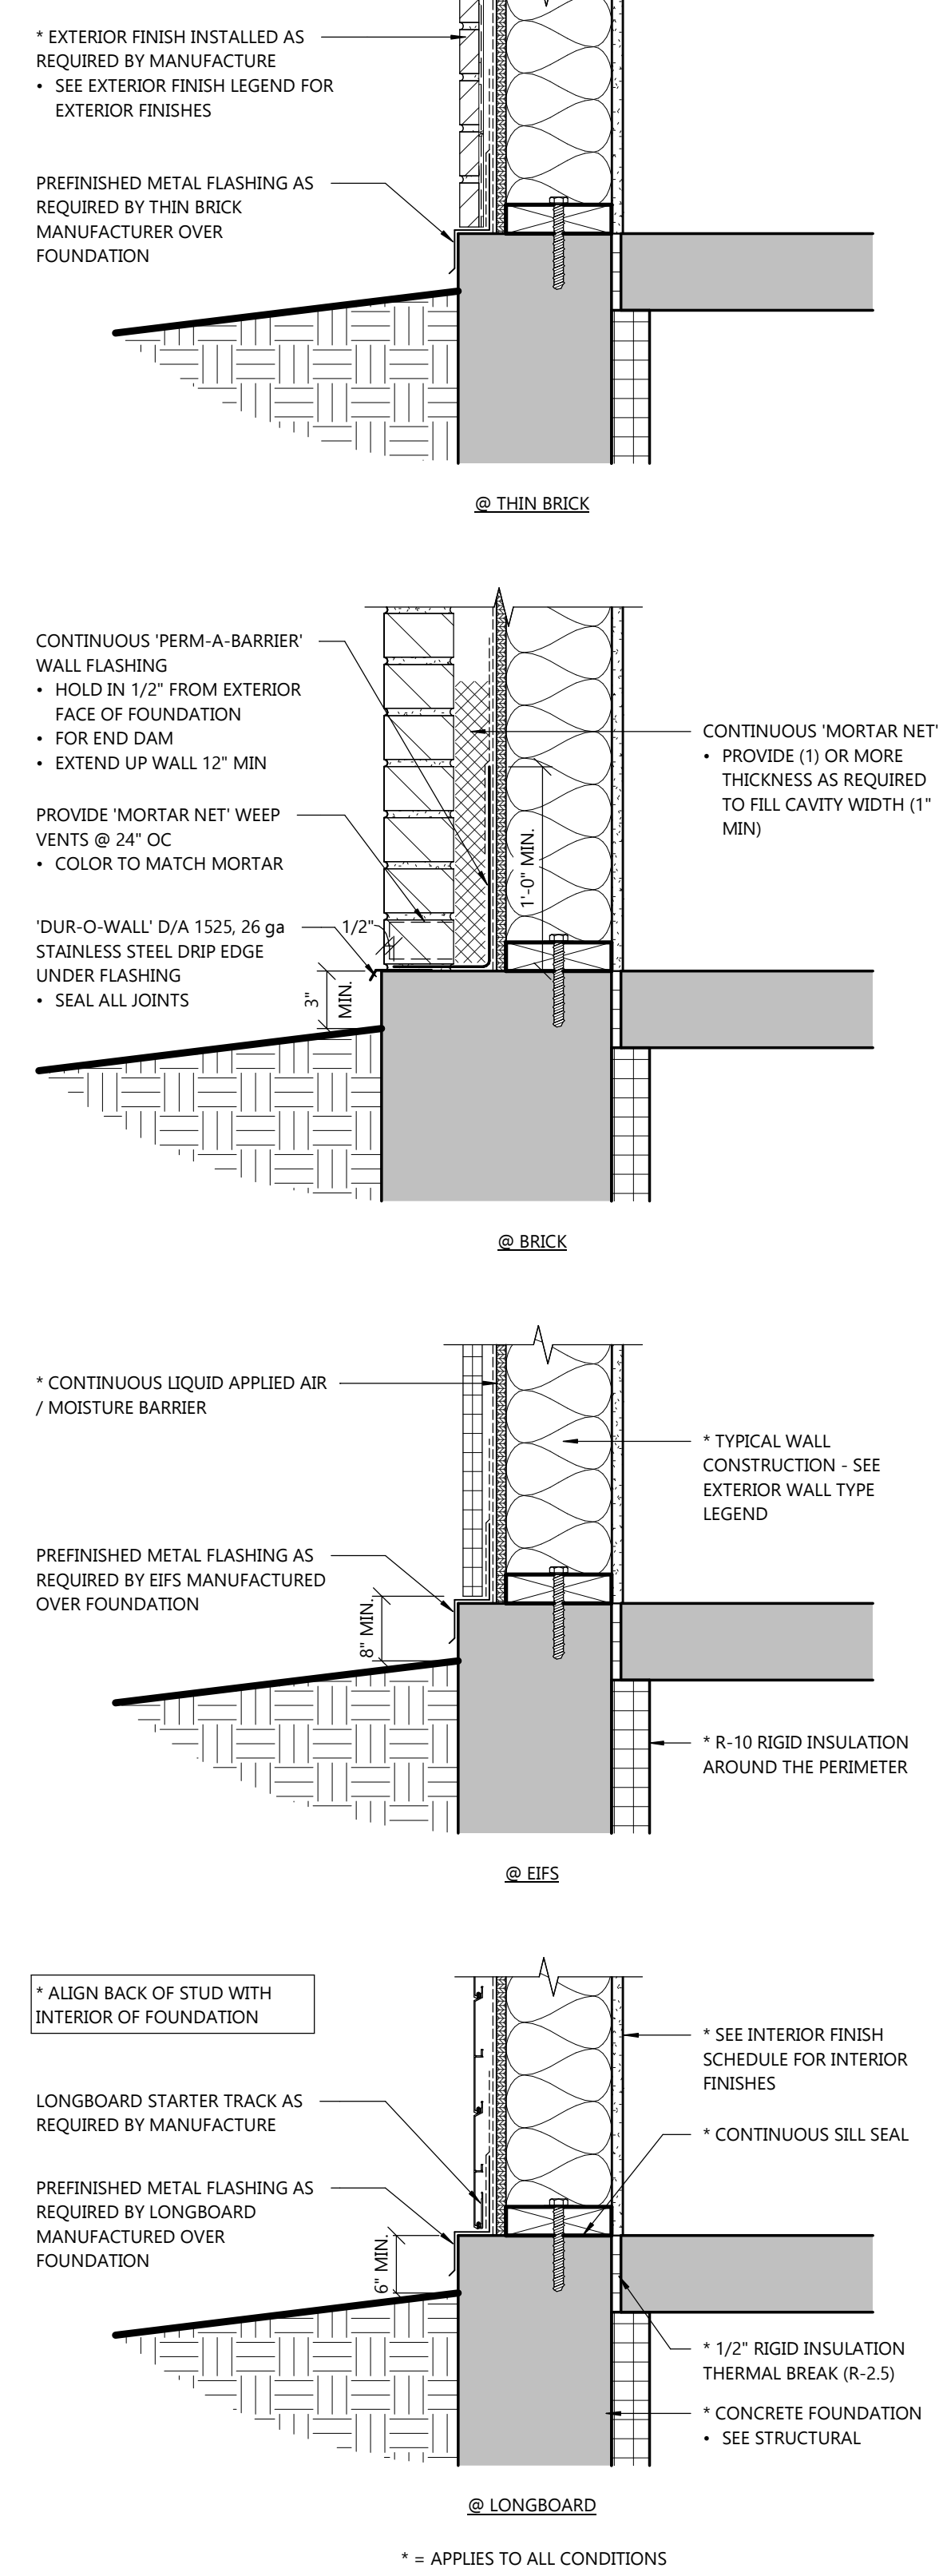 * EXTERIOR FINISH INSTALLED AS
REQUIRED BY MANUFACTURE
• SEE EXTERIOR FINISH LEGEND FOR
EXTERIOR FINISHES
PREFINISHED METAL FLASHING AS
REQUIRED BY THIN BRICK
MANUFACTURER OVER
FOUNDATION
@ THIN BRICK
CONTINUOUS 'PERM-A-BARRIER'
WALL FLASHING
• HOLD IN 1/2" FROM EXTERIOR
FACE OF FOUNDATION
• FOR END DAM
• EXTEND UP WALL 12" MIN
CONTINUOUS 'MORTAR NET'
• PROVIDE (1) OR MORE
THICKNESS AS REQUIRED
TO FILL CAVITY WIDTH (1"
MIN)
PROVIDE 'MORTAR NET' WEEP
VENTS @ 24" OC
• COLOR TO MATCH MORTAR
1'-0" MIN.
'DUR-O-WALL' D/A 1525, 26 ga
STAINLESS STEEL DRIP EDGE
UNDER FLASHING
• SEAL ALL JOINTS
1/2"
3"
MIN.
@ BRICK
* CONTINUOUS LIQUID APPLIED AIR
/ MOISTURE BARRIER
* TYPICAL WALL
CONSTRUCTION - SEE
EXTERIOR WALL TYPE
LEGEND
PREFINISHED METAL FLASHING AS
REQUIRED BY EIFS MANUFACTURED
OVER FOUNDATION
8" MIN.
* R-10 RIGID INSULATION
AROUND THE PERIMETER
@ EIFS
* ALIGN BACK OF STUD WITH
INTERIOR OF FOUNDATION
* SEE INTERIOR FINISH
SCHEDULE FOR INTERIOR
FINISHES
LONGBOARD STARTER TRACK AS
REQUIRED BY MANUFACTURE
* CONTINUOUS SILL SEAL
PREFINISHED METAL FLASHING AS
REQUIRED BY LONGBOARD
MANUFACTURED OVER
FOUNDATION
6" MIN.
* 1/2" RIGID INSULATION
THERMAL BREAK (R-2.5)
* CONCRETE FOUNDATION
• SEE STRUCTURAL
@ LONGBOARD
* = APPLIES TO ALL CONDITIONS